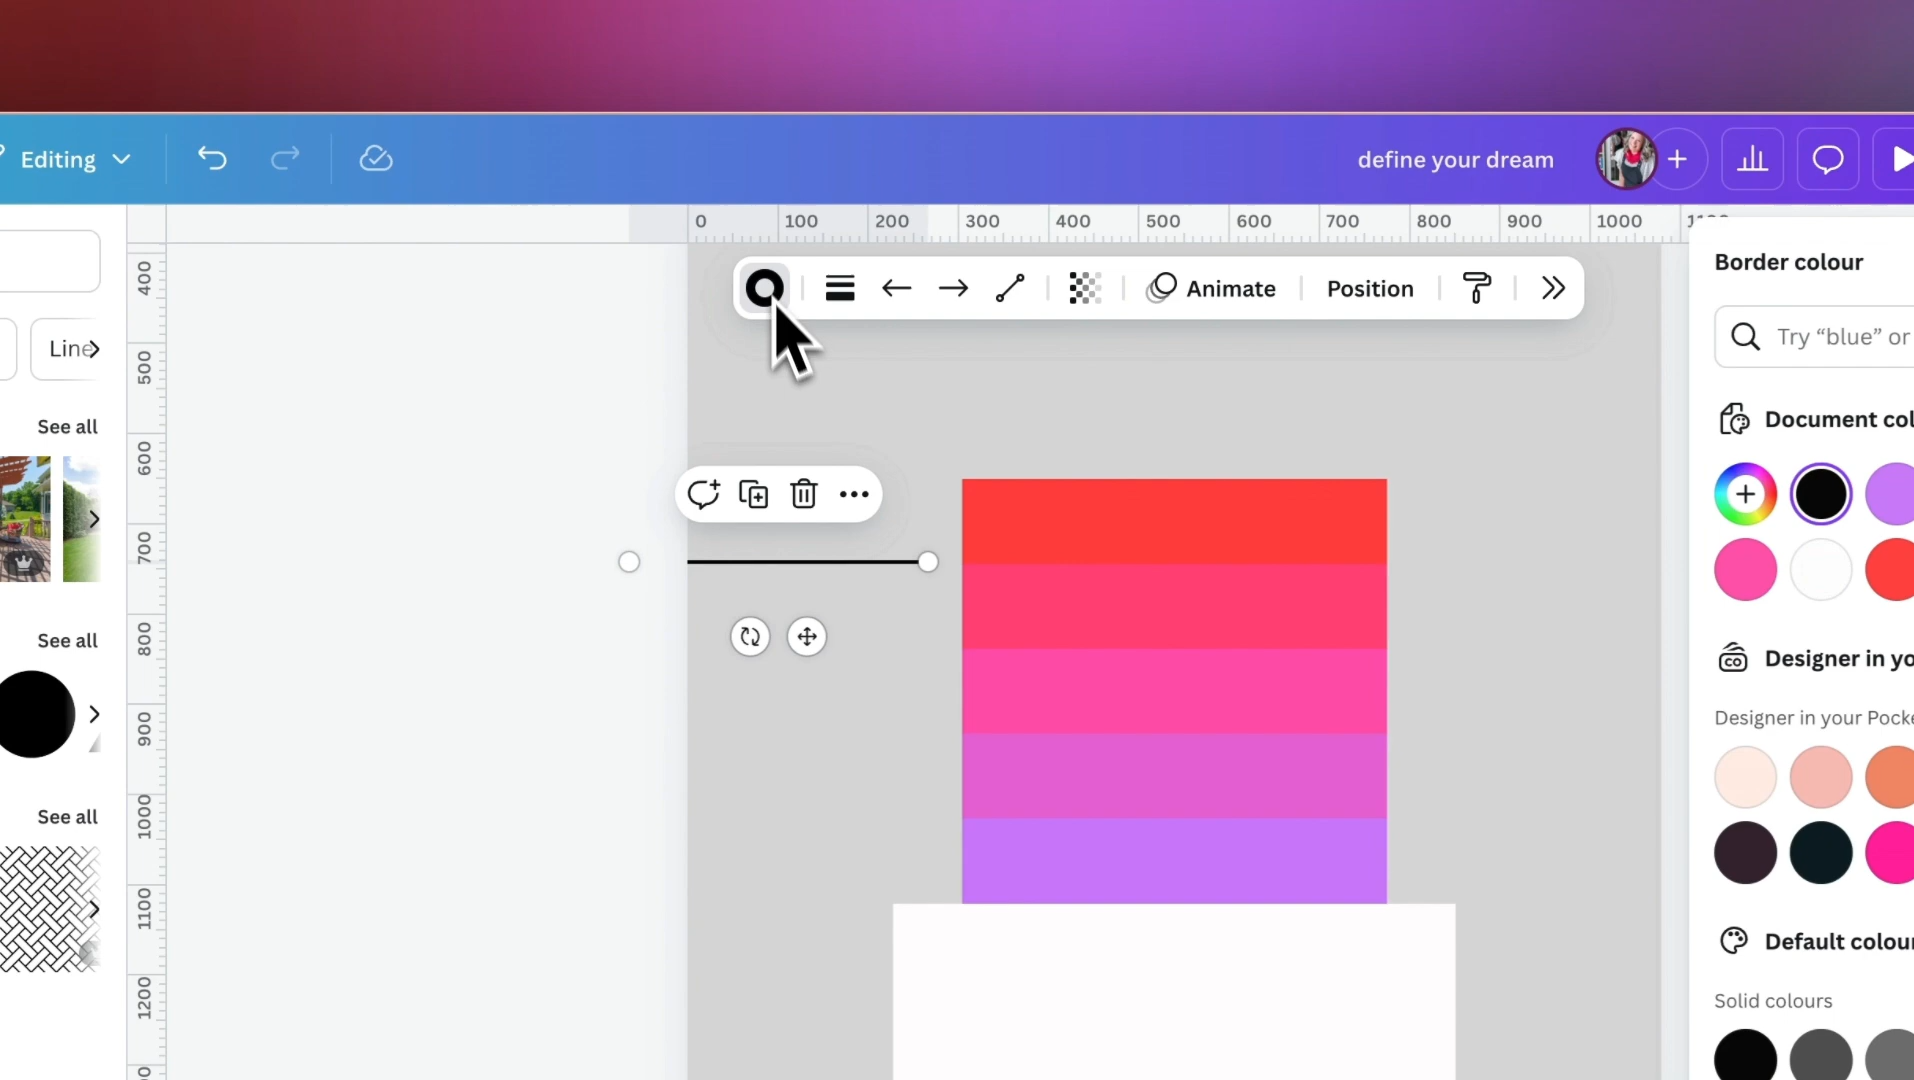 Editing
define your dream
0 100 200 300 400 500 600 700 800 900 1000
Border colour
Animate
Position
400
500
600
700
800
900
1000
1100
1200
Line
Try “blue” or
Document col
See all
Designer in yo
See all
Designer in your Pocke
CO
See all
Default colour
Solid colours